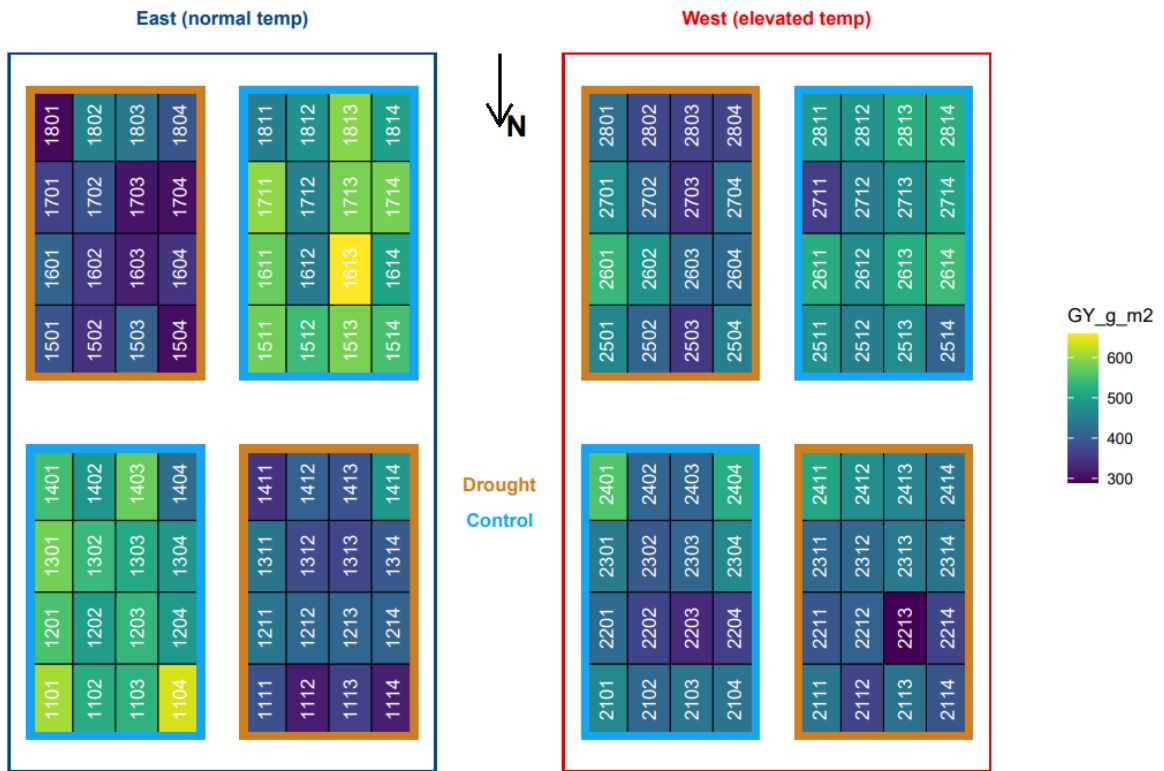 East (normal temp) West (elevated temp)
N
1801 1802 1803 1804 1811 1812 1813 1814 2801 2802 2803 2804 2811 2812 2813 2814
1701 1702 1703 1704 1711 1712 1713 1714 2701 2702 2703 2704 2711 2712 2713 2714
1601 1602 1603 1604 1611 1612 1613 1614 2601 2602 2603 2604 2611 2612 2613 2614
1501 1502 1503 1504 1511 1512 1513 1514 2501 2502 2503 2504 2511 2512 2513 2514
GY_g_m2
600
500
400
300
1401 1402 1403 1404 1411 1412 1413 1414 2401 2402 2403 2404 2411 2412 2413 2414
Drought
Control
1301 1302 1303 1304 1311 1312 1313 1314 2301 2302 2303 2304 2311 2312 2313 2314
1201 1202 1203 1204 1211 1212 1213 1214 2201 2202 2203 2204 2211 2212 2213 2214
1101 1102 1103 1104 1111 1112 1113 1114 2101 2102 2103 2104 2111 2112 2113 2114